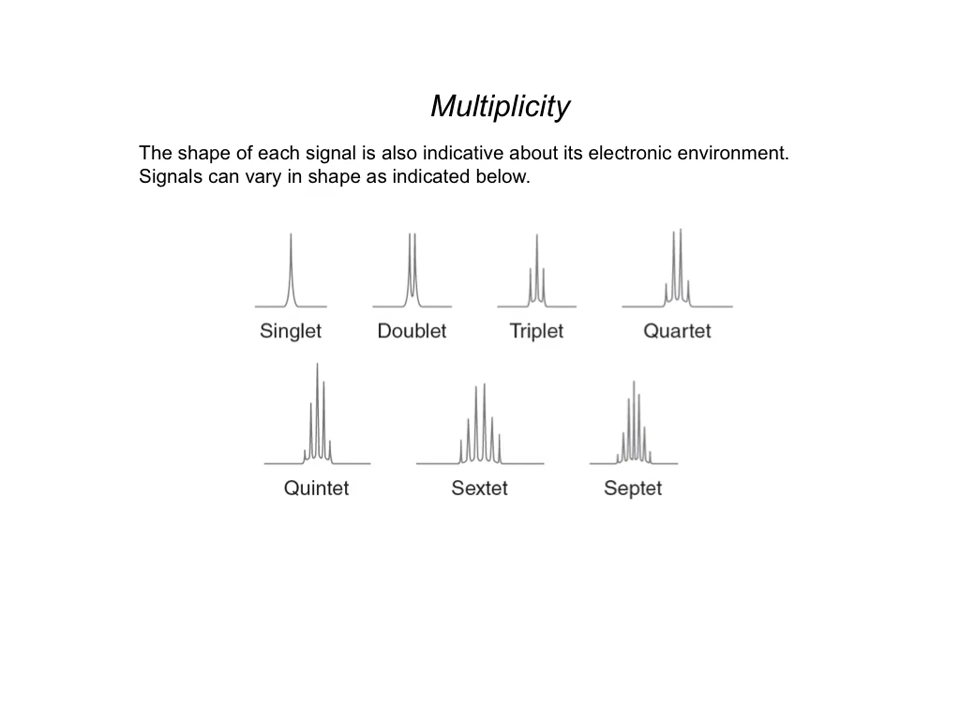 Multiplicity
The shape of each signal is also indicative about its electronic environment.
Signals can vary in shape as indicated below.
Singlet
Doublet
Triplet
Quartet
Quintet
Sextet
Septet